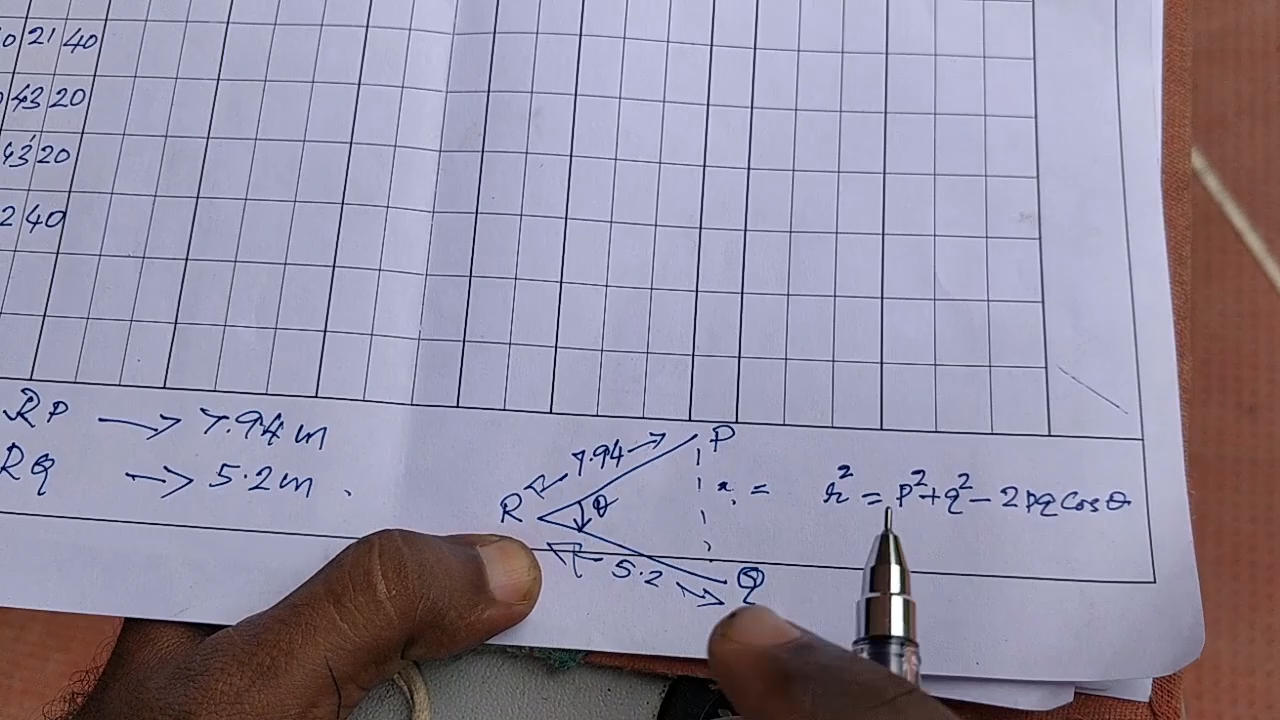 0 21' 40
43 20
43' 20
2 40
RP → 7.94 m
RQ → 5.2 m .
7.94 P
R θ r = r² = p² + q² - 2pq Cos θ
5.2 Q